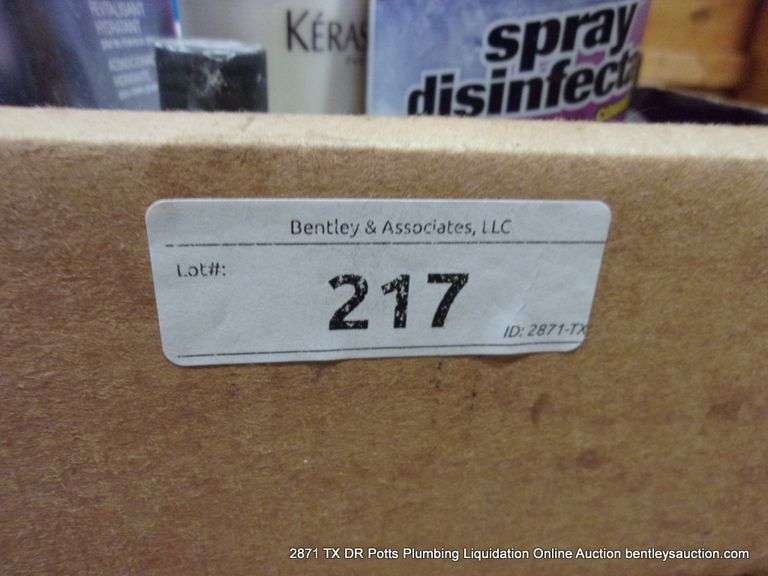 KÉRAS
spray
disinfecta
Bentley & Associates, LLC
Lot#:
217
ID: 2871-TX
2871 TX DR Potts Plumbing Liquidation Online Auction bentleysauction.com